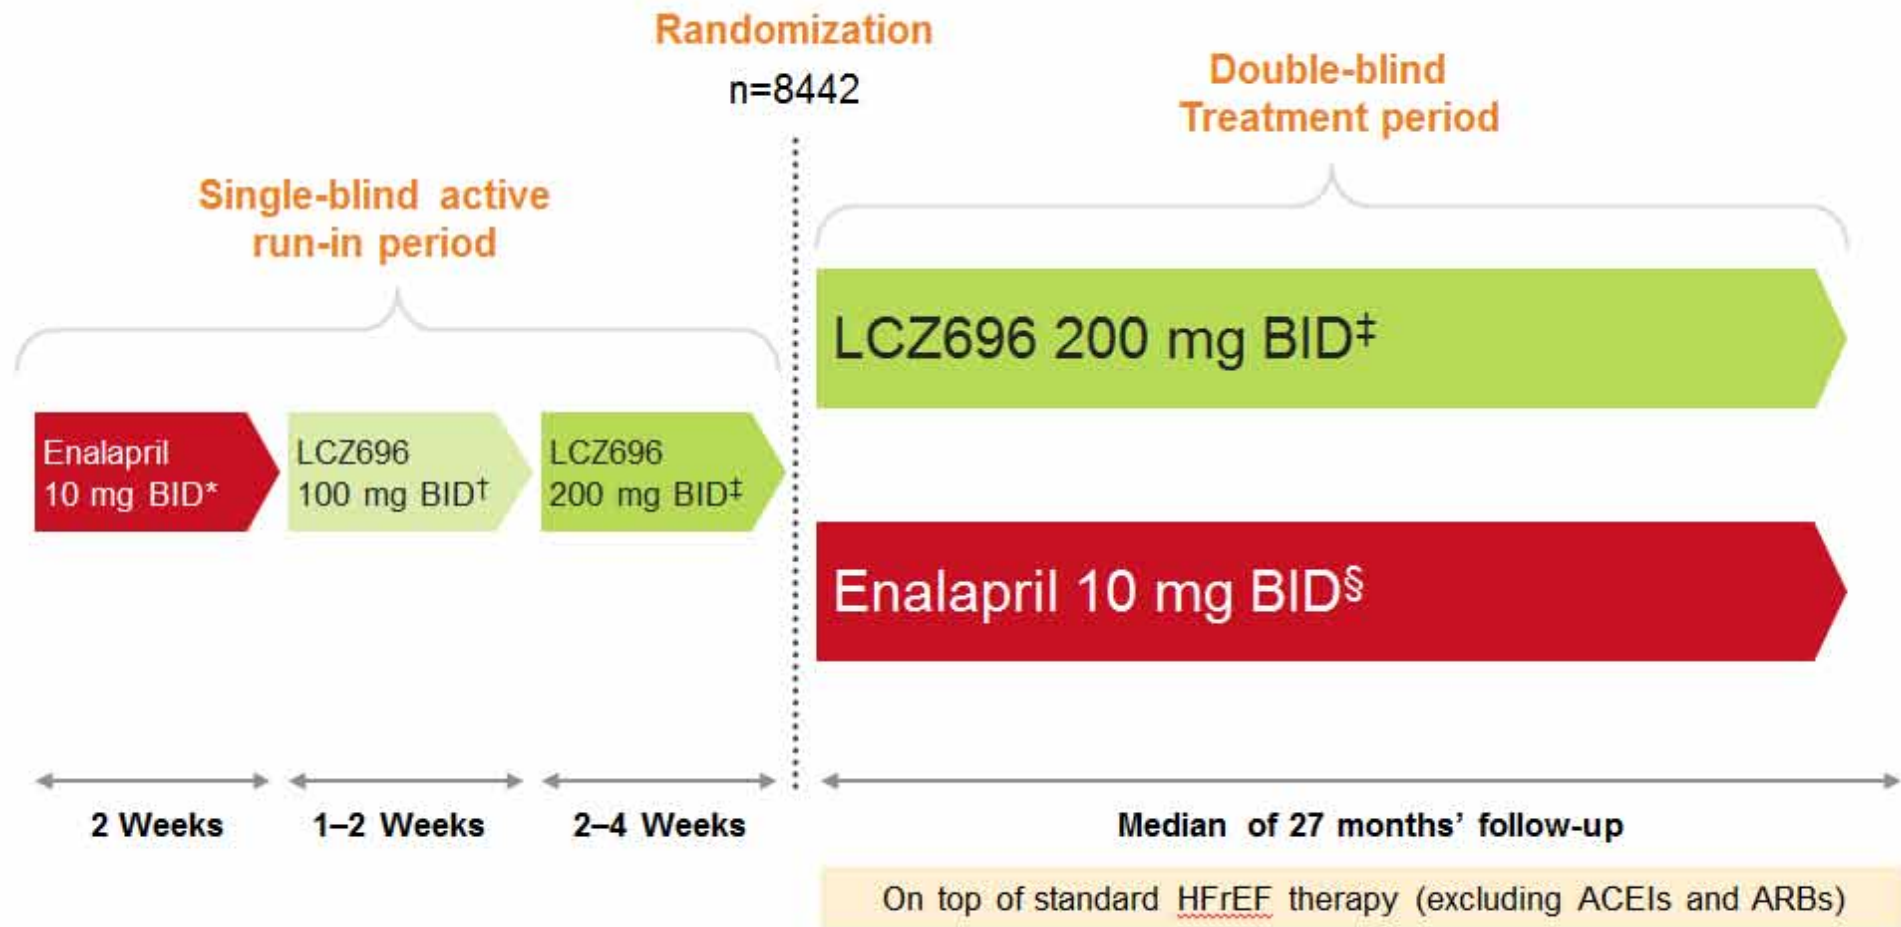 Randomization
n=8442
Double-blind
Treatment period
Single-blind active
run-in period
LCZ696 200 mg BID‡
Enalapril
10 mg BID*
LCZ696
100 mg BID†
LCZ696
200 mg BID‡
Enalapril 10 mg BID§
2 Weeks
1–2 Weeks
2–4 Weeks
Median of 27 months’ follow-up
On top of standard HFrEF therapy (excluding ACEIs and ARBs)